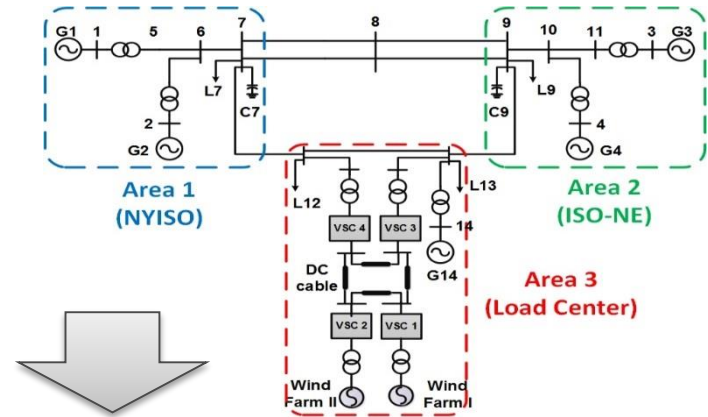 7
8
9
G1
1
5
6
10
11
3
G3
L7
C7
C9
L9
2
G2
4
G4
Area 1
(NYISO)
Area 2
(ISO-NE)
L12
L13
VSC 4
VSC 3
14
G14
DC
cable
Area 3
(Load Center)
VSC 2
VSC 1
Wind
Farm II
Wind
Farm I